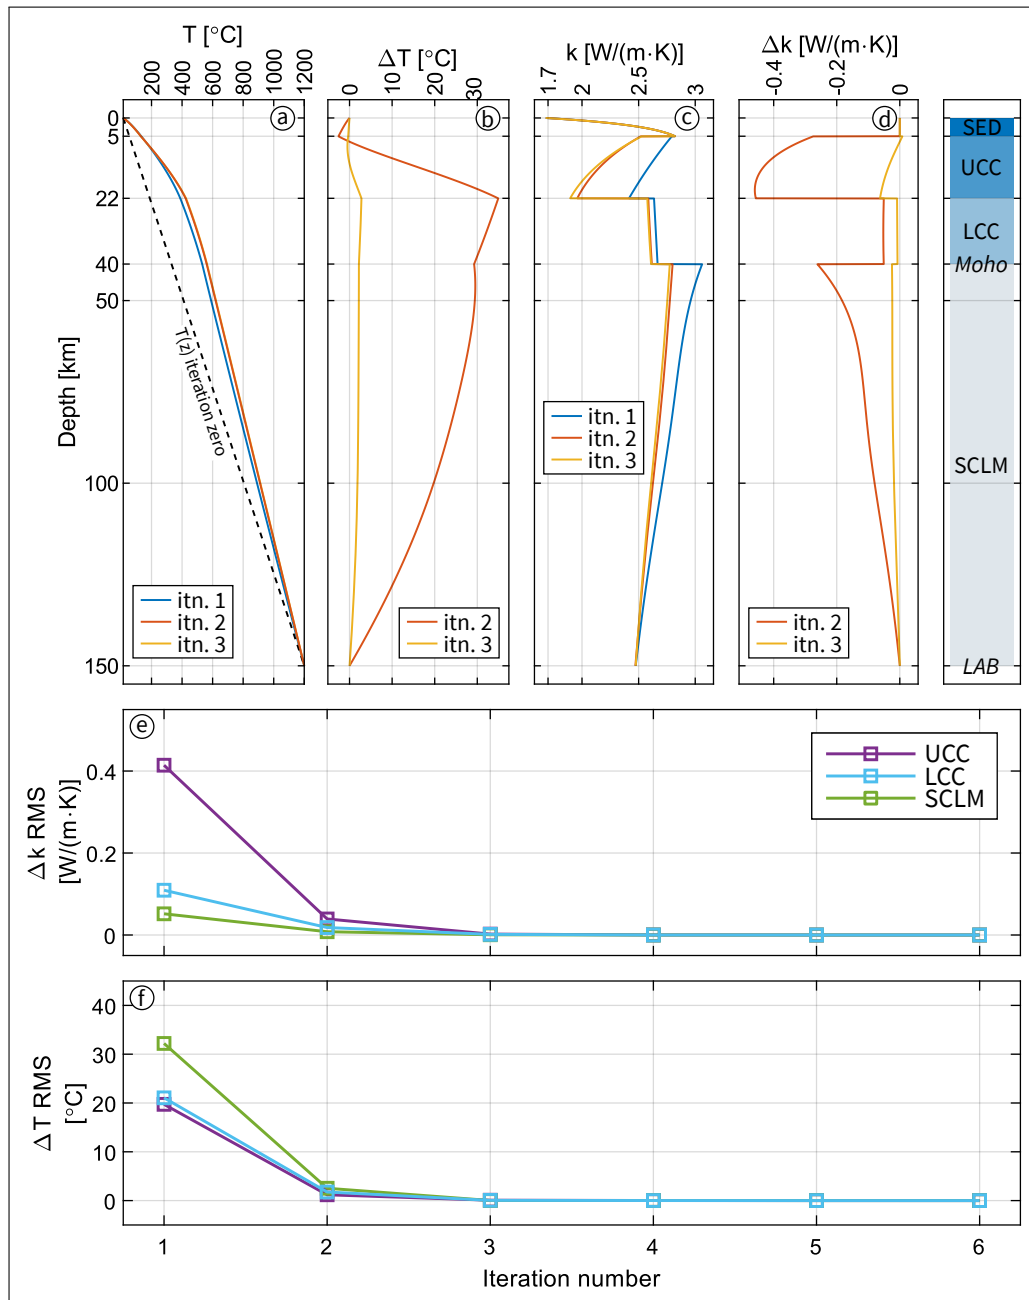 T [°C]
200
400
600
800
1000
1200
ΔT [°C]
0
10
20
30
k [W/(m·K)]
1.7
2
2.5
3
Δk [W/(m·K)]
-0.4
-0.2
0
a
b
c
d
Depth [km]
0
5
22
40
50
100
150
T(z) iteration zero
itn. 1
itn. 2
itn. 3
itn. 2
itn. 3
itn. 1
itn. 2
itn. 3
itn. 2
itn. 3
SED
UCC
LCC
Moho
SCLM
LAB
e
Δk RMS
[W/(m·K)]
0.4
0.2
0
UCC
LCC
SCLM
f
ΔT RMS
[°C]
40
30
20
10
0
1 2 3 4 5 6
Iteration number